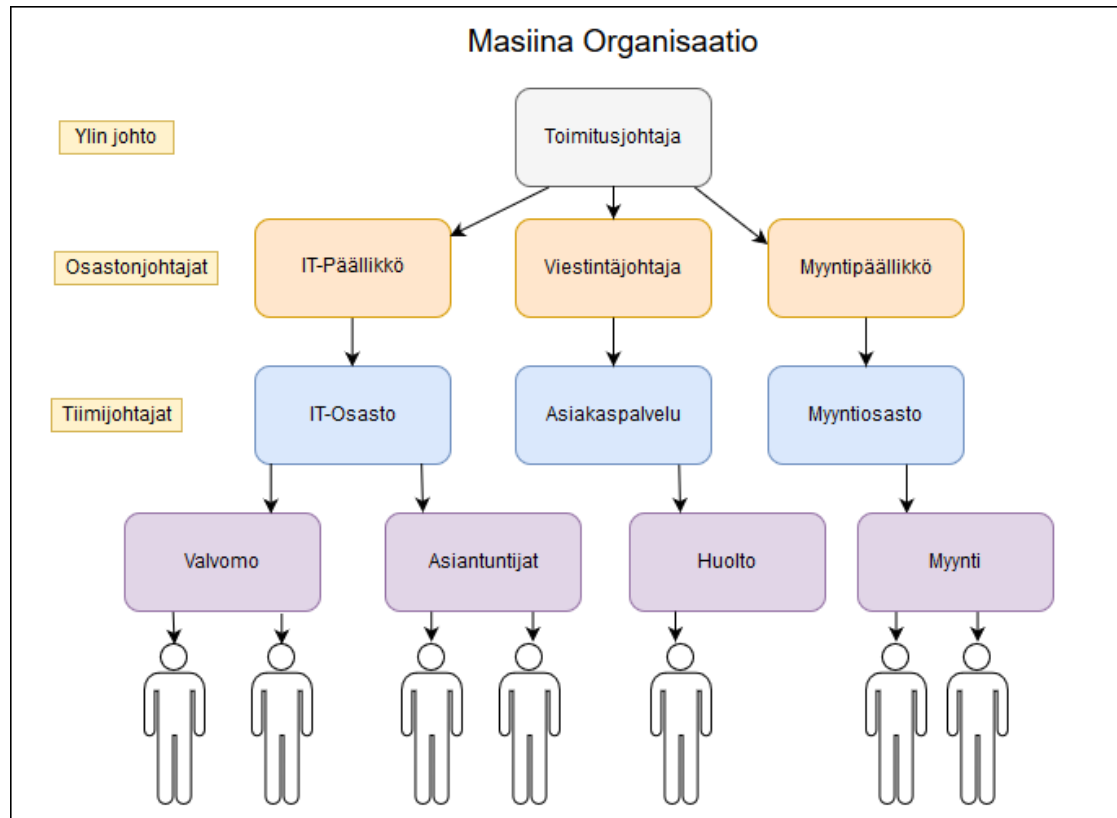 Masiina Organisaatio
Ylin johto
Toimitusjohtaja
Osastonjohtajat
IT-Päällikkö
Viestintäjohtaja
Myyntipäällikkö
Tiimijohtajat
IT-Osasto
Asiakaspalvelu
Myyntiosasto
Valvomo
Asiantuntijat
Huolto
Myynti